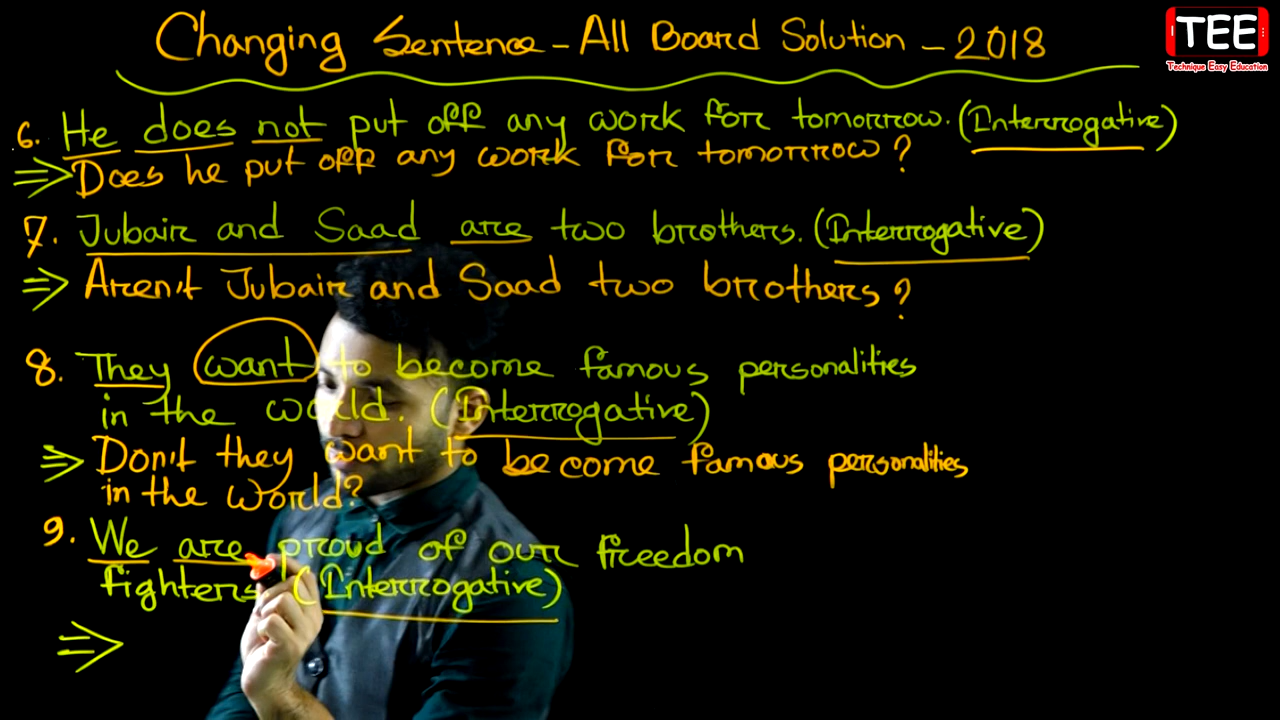 Changing Sentence - All Board Solution - 2018
TEE
Technique Easy Education
6. He does not put off any work for tomorrow. (Interrogative)
⇒ Does he put off any work for tomorrow?
7. Jubair and Saad are two brothers. (Interrogative)
⇒ Aren't Jubair and Saad two brothers?
8. They want to become famous personalities
in the world. (Interrogative)
⇒ Don't they want to become famous personalities
in the world?
9. We are proud of our freedom
fighters (Interrogative)
⇒